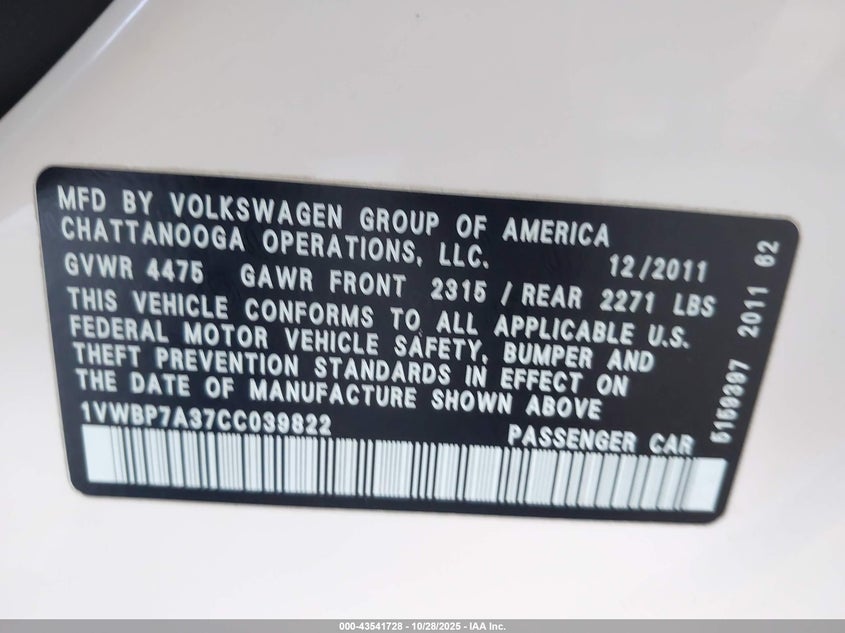 MFD BY VOLKSWAGEN GROUP OF AMERICA
CHATTANOOGA OPERATIONS, LLC. 12/2011
GVWR 4475 GAWR FRONT 2315 / REAR 2271 LBS
THIS VEHICLE CONFORMS TO ALL APPLICABLE U.S.
FEDERAL MOTOR VEHICLE SAFETY, BUMPER AND
THEFT PREVENTION STANDARDS IN EFFECT ON
THE DATE OF MANUFACTURE SHOWN ABOVE
1VWBP7A37CC039822 PASSENGER CAR
5159397 2011 62
000-43541728 - 10/28/2025 - IAA Inc.